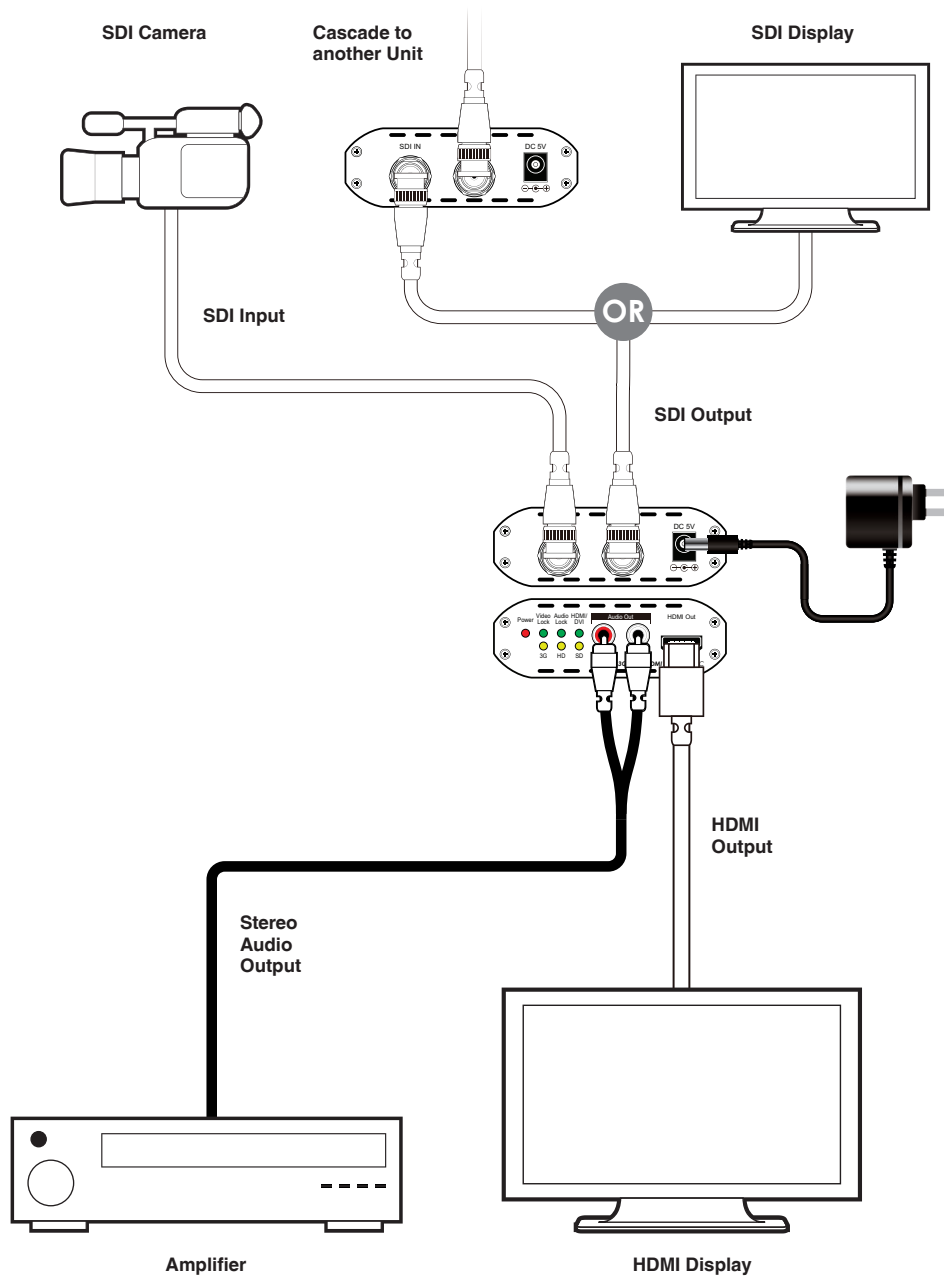 SDI Camera
Cascade to
another Unit
SDI Display
SDI IN
DC 5V
SDI Input
OR
SDI Output
DC 5V
Power
Video
Lock
Audio
Lock
HDMI/
DVI
Audio Out
HDMI Out
3G
HD
SD
HDMI
Output
Stereo
Audio
Output
Amplifier
HDMI Display